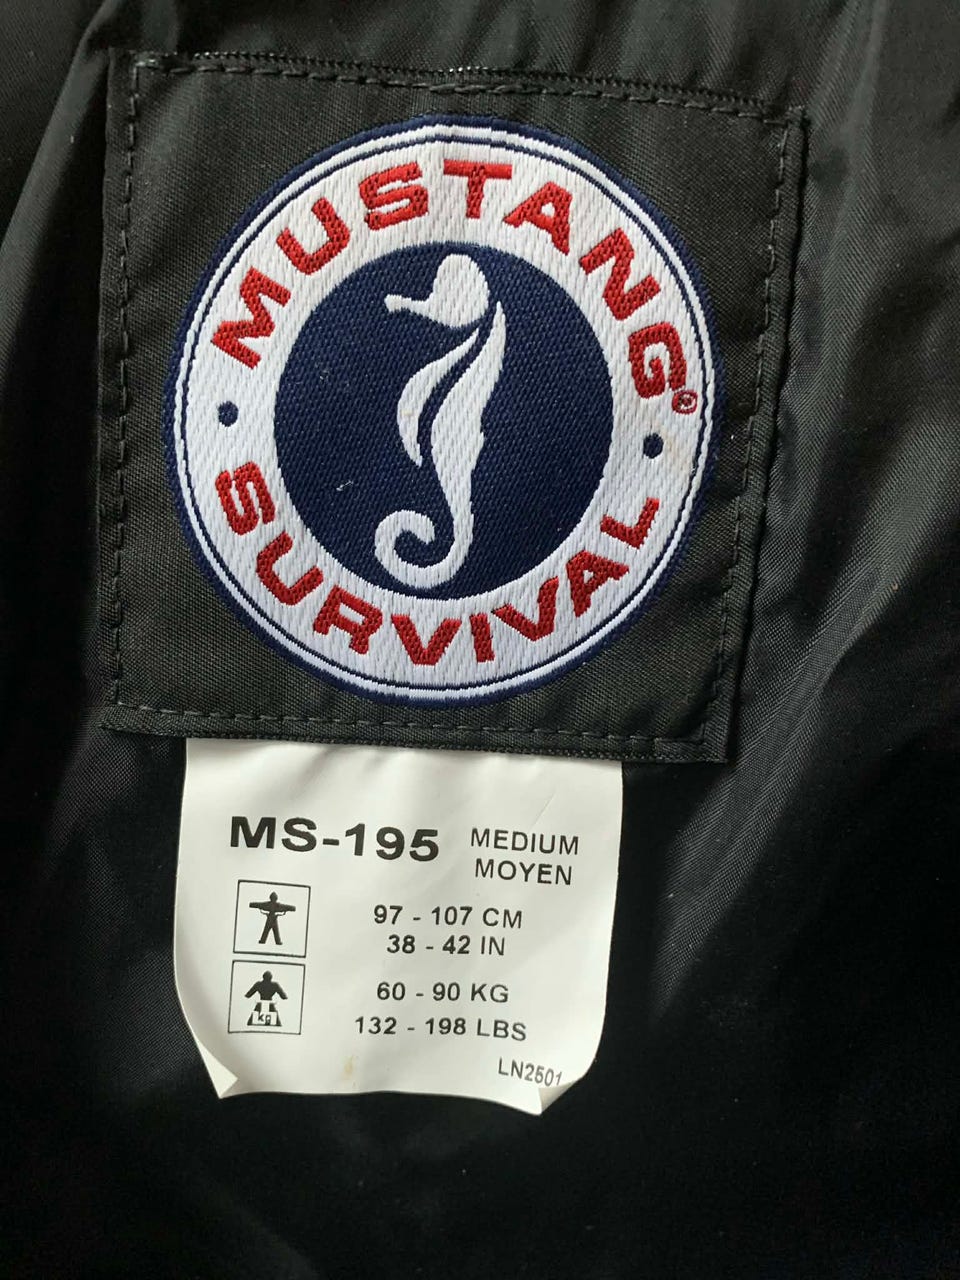 MUSTANG®
SURVIVAL
MS-195 MEDIUM
MOYEN
97 - 107 CM
38 - 42 IN
kg
60 - 90 KG
132 - 198 LBS
LN2501